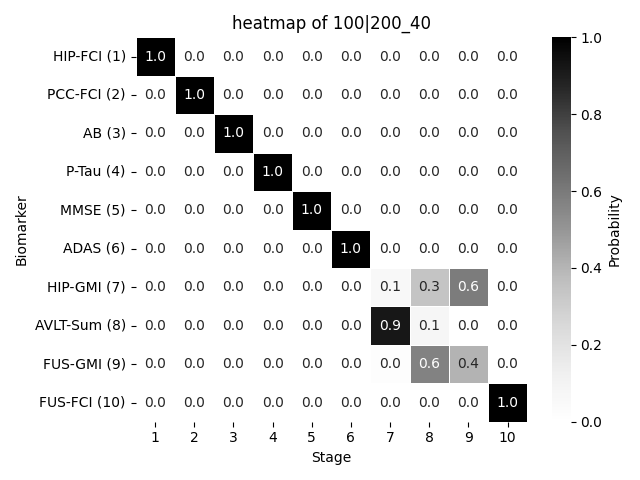 heatmap of 100|200_40
HIP-FCI (1) 1.0 0.0 0.0 0.0 0.0 0.0 0.0 0.0 0.0 0.0
PCC-FCI (2) 0.0 1.0 0.0 0.0 0.0 0.0 0.0 0.0 0.0 0.0
AB (3) 0.0 0.0 1.0 0.0 0.0 0.0 0.0 0.0 0.0 0.0
P-Tau (4) 0.0 0.0 0.0 1.0 0.0 0.0 0.0 0.0 0.0 0.0
MMSE (5) 0.0 0.0 0.0 0.0 1.0 0.0 0.0 0.0 0.0 0.0
ADAS (6) 0.0 0.0 0.0 0.0 0.0 1.0 0.0 0.0 0.0 0.0
HIP-GMI (7) 0.0 0.0 0.0 0.0 0.0 0.0 0.1 0.3 0.6 0.0
AVLT-Sum (8) 0.0 0.0 0.0 0.0 0.0 0.0 0.9 0.1 0.0 0.0
FUS-GMI (9) 0.0 0.0 0.0 0.0 0.0 0.0 0.0 0.6 0.4 0.0
FUS-FCI (10) 0.0 0.0 0.0 0.0 0.0 0.0 0.0 0.0 0.0 1.0
1 2 3 4 5 6 7 8 9 10
Stage
Biomarker
1.0
0.8
0.6
0.4
0.2
0.0
Probability